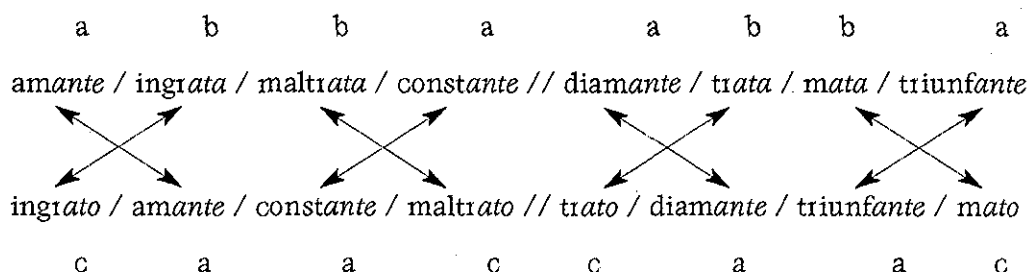 a b b a a b b a
amante / ingrata / maltrata / constante // diamante / trata / mata / triunfante
ingrato / amante / constante / maltrato // trato / diamante / triunfante / mato
c a a c c a a c